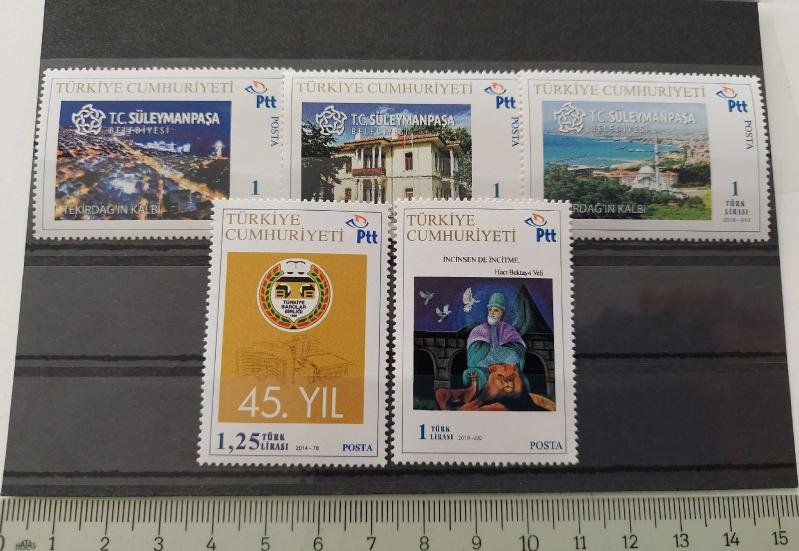 TÜRKİYE CUMHURİYETİ
Ptt
T.C. SÜLEYMANPAŞA
BELEDİYESİ
POSTA
1
TEKİRDAĞ'IN KALBİ
TÜRKİYE CUMHURİYETİ
Ptt
T.C. SÜLEYMANPAŞA
BELEDİYESİ
POSTA
1
TÜRKİYE CUMHURİYETİ
Ptt
T.C. SÜLEYMANPAŞA
BELEDİYESİ
POSTA
1
TÜRK
LİRASI
TEKİRDAĞ'IN KALBİ
TÜRKİYE
CUMHURİYETİ
Ptt
TÜRKİYE
BAROLAR
BİRLİĞİ
45. YIL
1,25 TÜRK
LİRASI
2014 - 76
POSTA
TÜRKİYE
CUMHURİYETİ
Ptt
İNCİNSEN DE İNCİTME.
Hacı Bektaş-i Veli
1 TÜRK
LİRASI
POSTA
0 1 2 3 4 5 6 7 8 9 10 11 12 13 14 15
HATAS